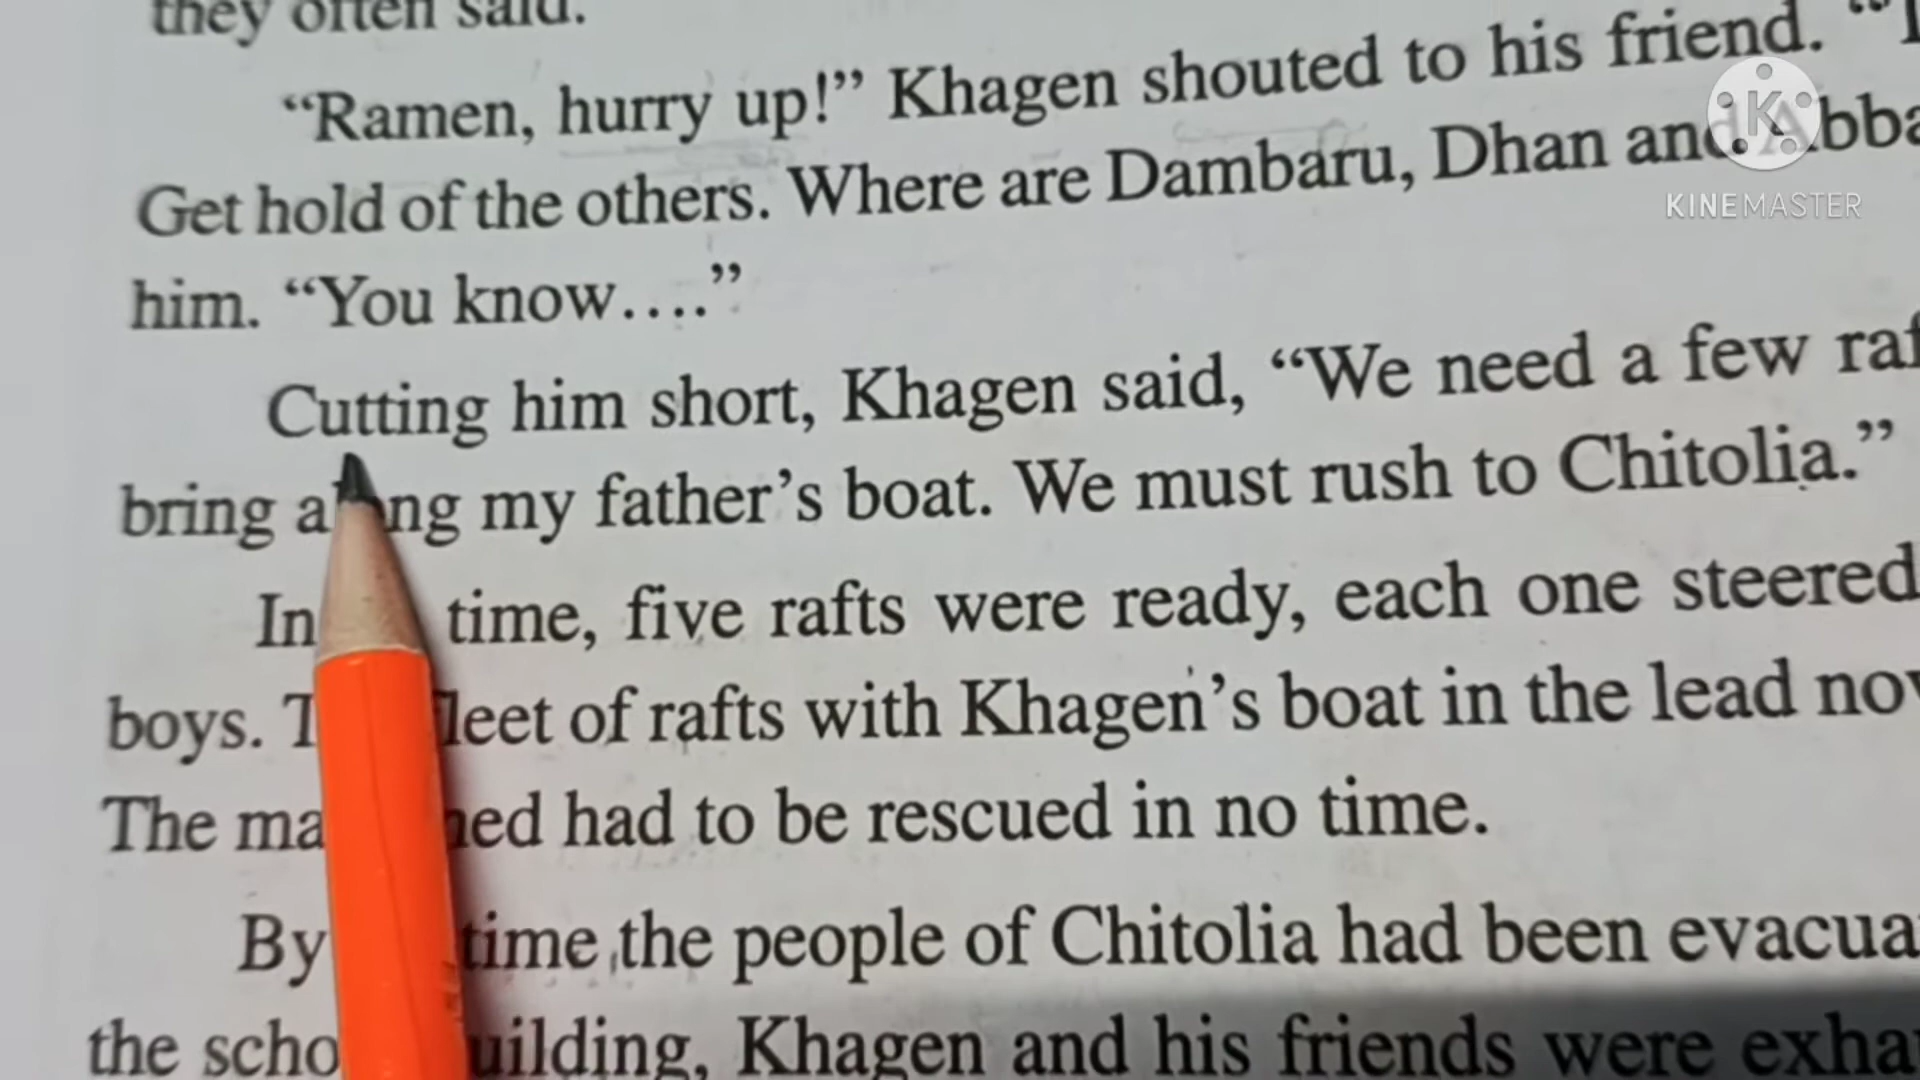 they often said.
“Ramen, hurry up!” Khagen shouted to his friend.
Get hold of the others. Where are Dambaru, Dhan and
him. “You know....”
Cutting him short, Khagen said, “We need a few
bring along my father’s boat. We must rush to Chitolia.”
In time, five rafts were ready, each one steered
boys. fleet of rafts with Khagen’s boat in the lead
The had to be rescued in no time.
By time the people of Chitolia had been
the building, Khagen and his friends were
K
KINEMASTER